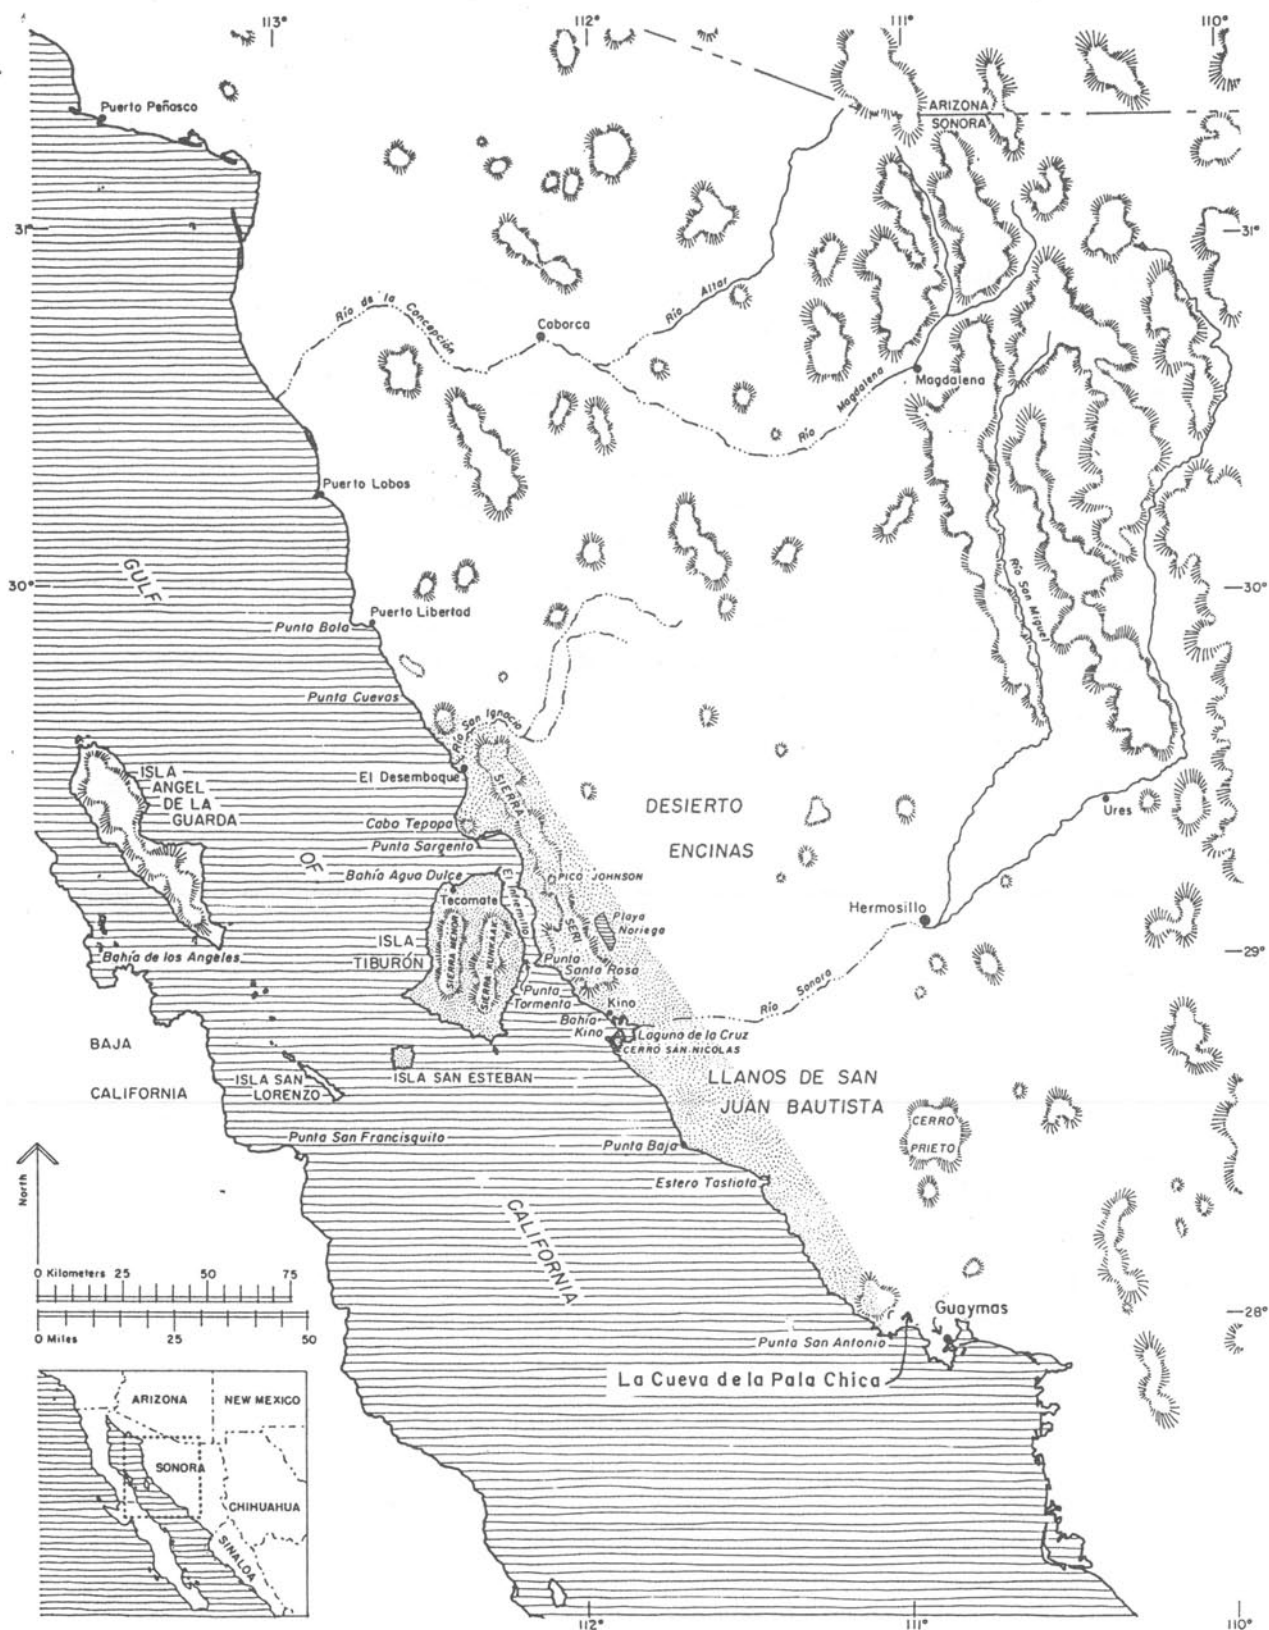 113°
112°
111°
110°
Puerto Peñasco
ARIZONA
SONORA
31°
31°
Río de la Concepción
Río Altar
Coborca
Río Magdalena
Magdalena
Puerto Lobos
GULF
30°
30°
Río San Miguel
Puerto Libertad
Punta Bola
Punta Cuevas
Río San Ignacio
ISLA
ANGEL
DE LA
GUARDA
El Desemboque
SIERRA
DESIERTO
ENCINAS
Ures
Cabo Tepopa
Punta Sargento
OF
Bahía Agua Dulce
El Infiernillo
PICO JOHNSON
Tecomate
Hermosillo
SERI
Playa
Noriega
ISLA
TIBURÓN
SIERRA MENOR
SIERRA KUNKAAK
Bahía de los Angeles
29°
Punta
Santa Rosa
Punta
Tormenta
Río Sonora
Kino
Bahía
Kino
Laguna de la Cruz
CERRO SAN NICOLAS
BAJA
CALIFORNIA
ISLA SAN
LORENZO
ISLA SAN ESTEBAN
LLANOS DE SAN
JUAN BAUTISTA
CERRO
PRIETO
Punta San Francisquito
Punta Baja
Estero Tastiota
North
CALIFORNIA
0 Kilometers 25 50 75
0 Miles 25 50
28°
Guaymas
Punta San Antonio
La Cueva de la Pala Chica
ARIZONA
NEW MEXICO
SONORA
CHIHUAHUA
SINALOA
112°
111°
110°